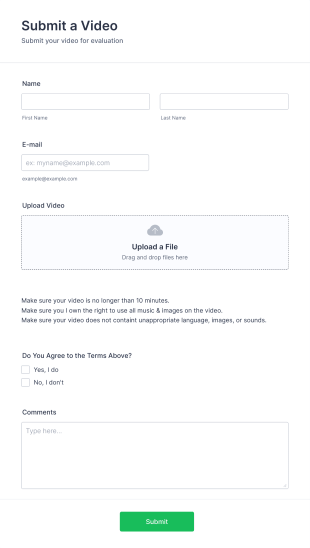 Submit a Video
Submit your video for evaluation
Name
First Name Last Name
E-mail
ex: myname@example.com
example@example.com
Upload Video
Upload a File
Drag and drop files here
Make sure your video is no longer than 10 minutes.
Make sure you I own the right to use all music & images on the video.
Make sure your video does not containt unappropriate language, images, or sounds.
Do You Agree to the Terms Above?
Yes, I do
No, I don't
Comments
Type here...
Submit